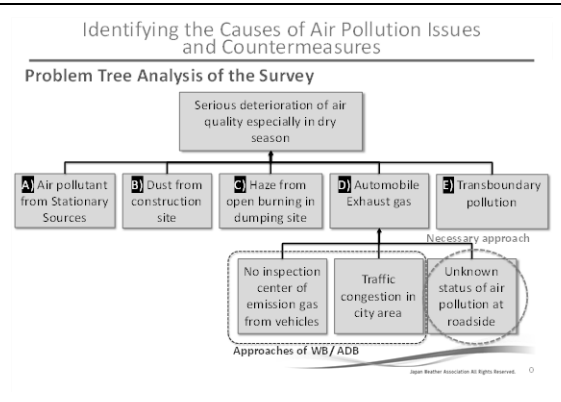 Identifying the Causes of Air Pollution Issues
and Countermeasures
Problem Tree Analysis of the Survey
Serious deterioration of air
quality especially in dry
season
A) Air pollutant
from Stationary
Sources
B) Dust from
construction
site
C) Haze from
open burning in
dumping site
D) Automobile
Exhaust gas
E) Transboundary
pollution
Necessary approach
No inspection
center of
emission gas
from vehicles
Traffic
congestion in
city area
Unknown
status of air
pollution at
roadside
Approaches of WB/ ADB
Japan Weather Association All Rights Reserved.
0